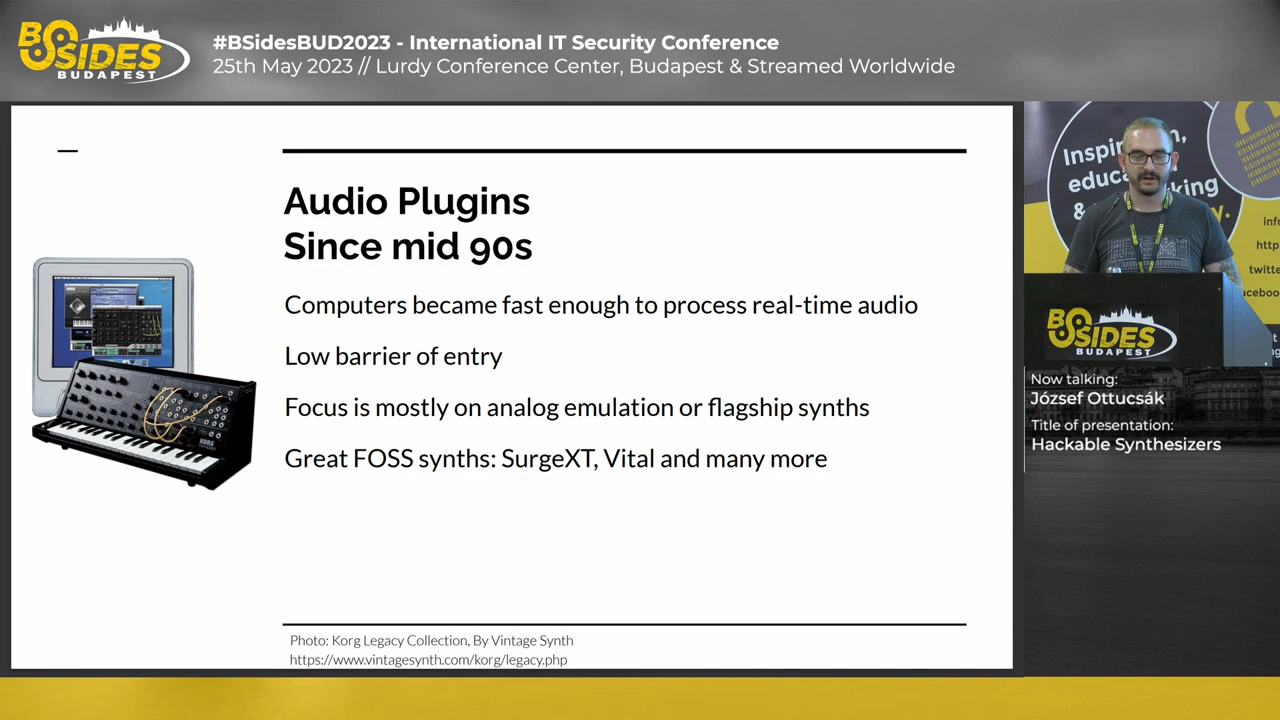 BSIDES
BUDAPEST
#BSidesBUD2023 - International IT Security Conference
25th May 2023 // Lurdy Conference Center, Budapest & Streamed Worldwide
Audio Plugins
Since mid 90s
Computers became fast enough to process real-time audio
Low barrier of entry
Focus is mostly on analog emulation or flagship synths
Great FOSS synths: SurgeXT, Vital and many more
KORG
Photo: Korg Legacy Collection, By Vintage Synth
https://www.vintagesynth.com/korg/legacy.php
BSIDES
BUDAPEST
Now talking:
József Ottucsák
Title of presentation:
Hackable Synthesizers